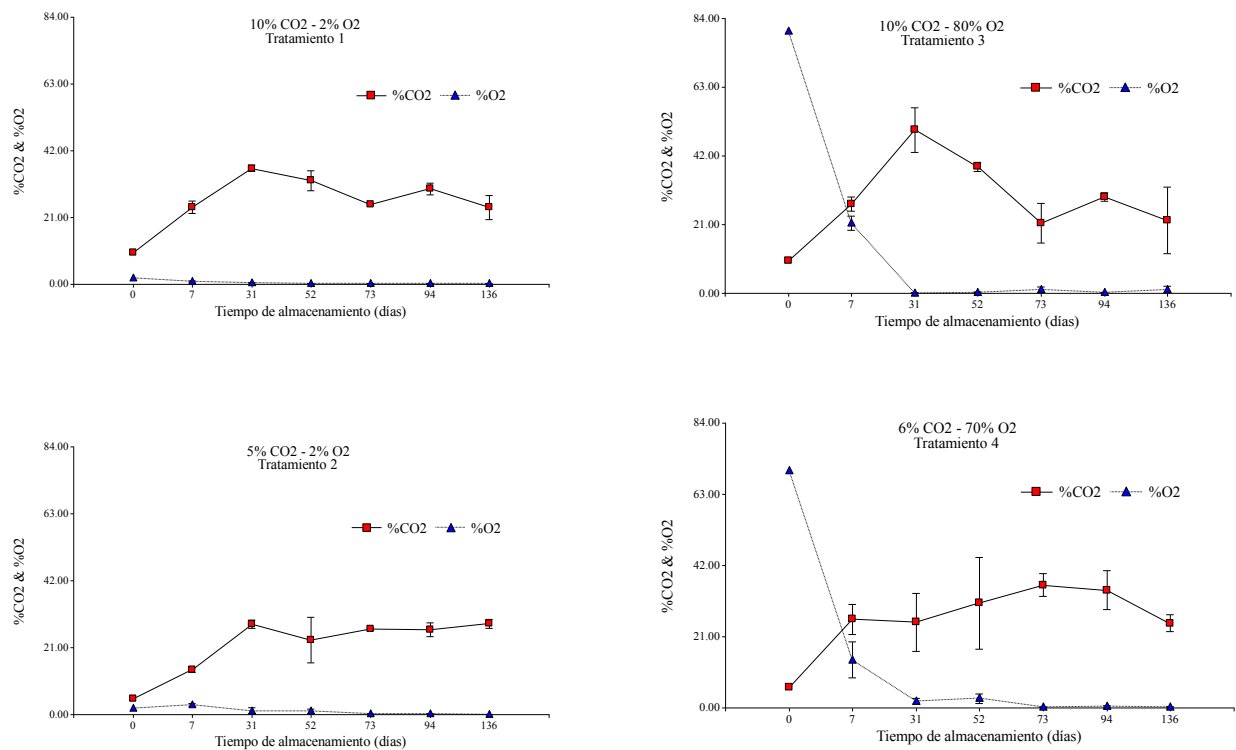 10% CO2 - 2% O2
Tratamiento 1
%CO2 & %O2
84.00
63.00
42.00
21.00
0.00
%CO2 %O2
0 7 31 52 73 94 136
Tiempo de almacenamiento (días)
10% CO2 - 80% O2
Tratamiento 3
%CO2 & %O2
84.00
63.00
42.00
21.00
0.00
%CO2 %O2
0 7 31 52 73 94 136
Tiempo de almacenamiento (días)
5% CO2 - 2% O2
Tratamiento 2
%CO2 & %O2
84.00
63.00
42.00
21.00
0.00
%CO2 %O2
0 7 31 52 73 94 136
Tiempo de almacenamiento (días)
6% CO2 - 70% O2
Tratamiento 4
%CO2 & %O2
84.00
63.00
42.00
21.00
0.00
%CO2 %O2
0 7 31 52 73 94 136
Tiempo de almacenamiento (días)